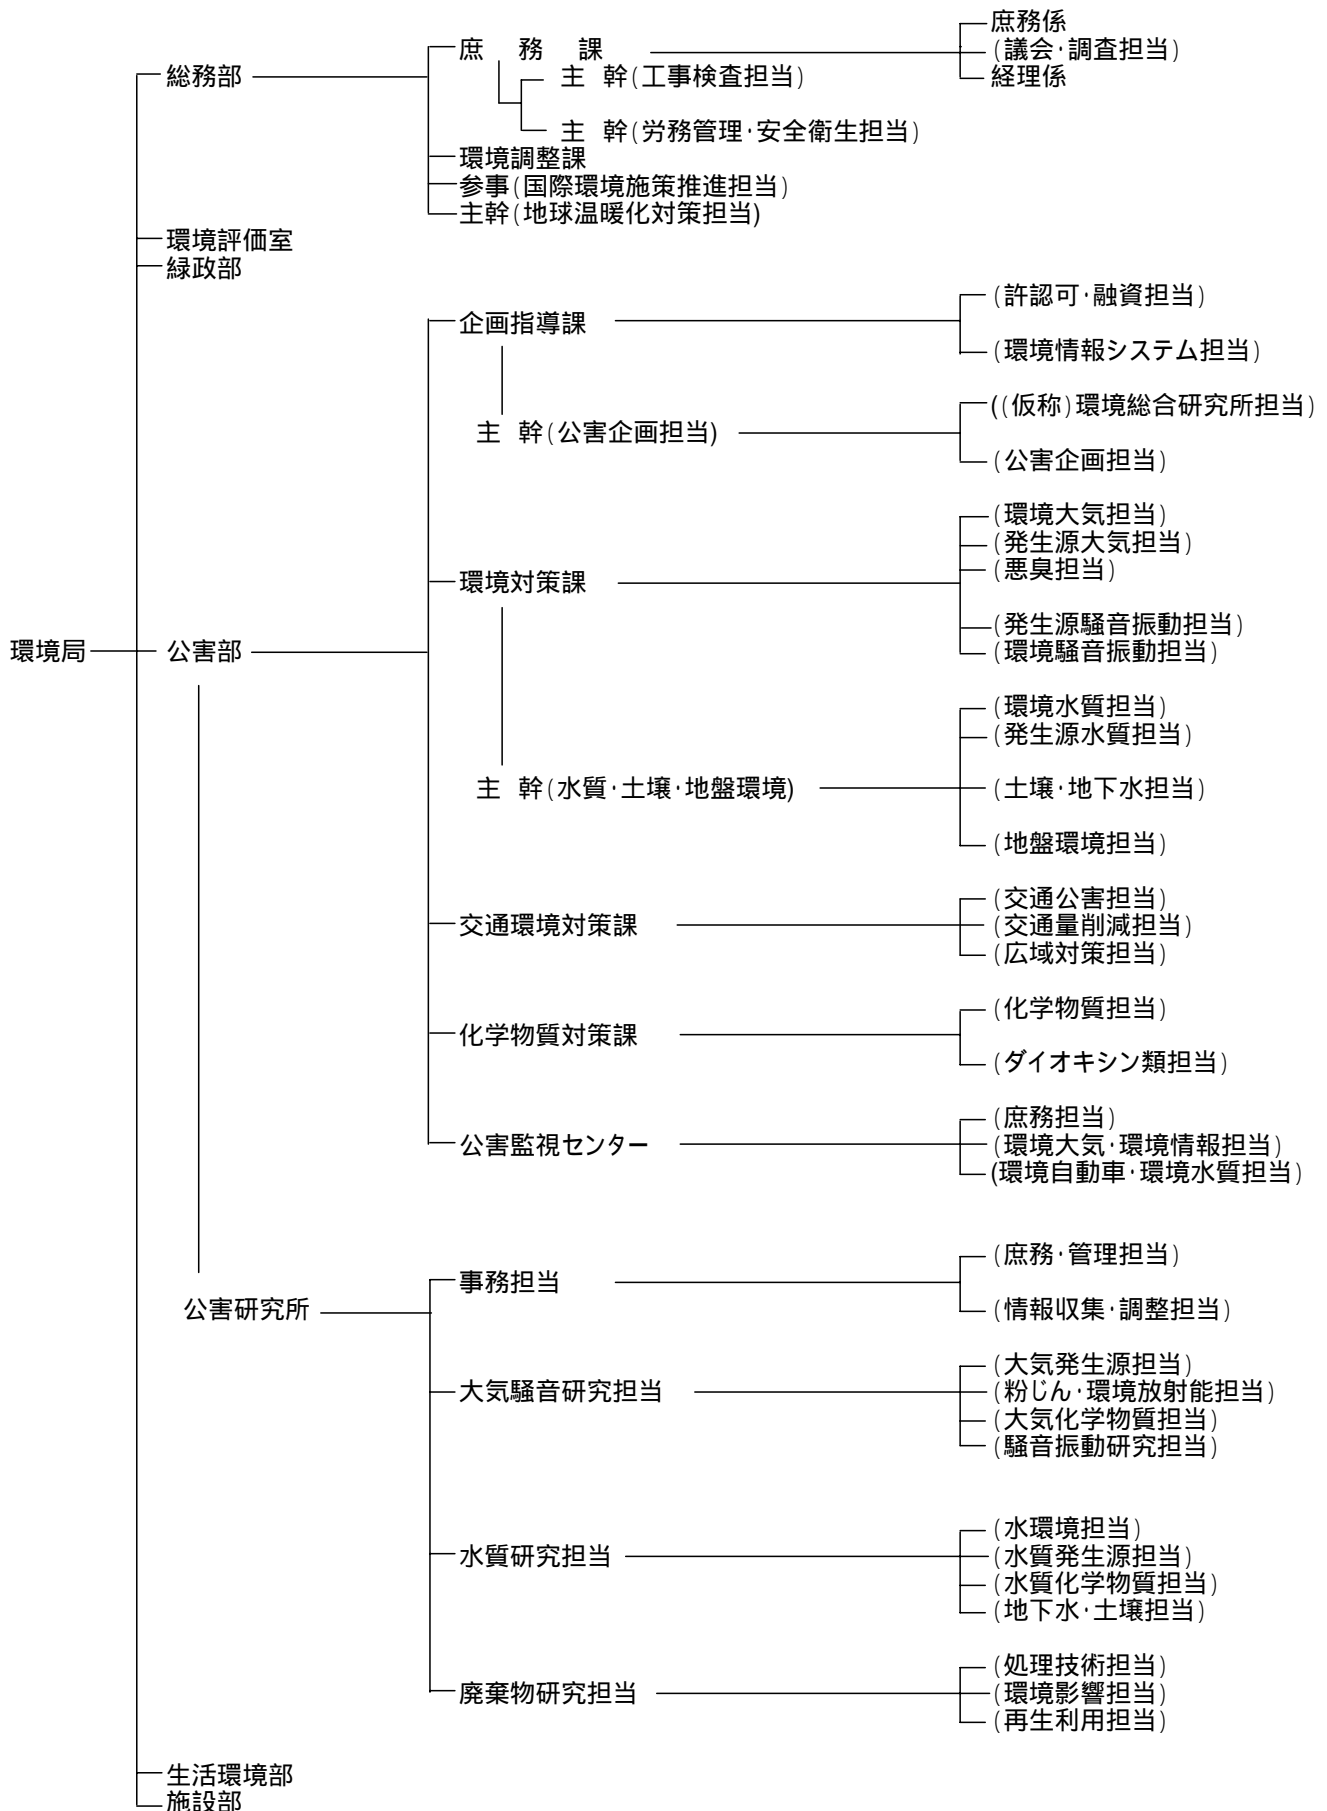 庶務係
庶　務　課
(議会·調査担当)
総務部
主　幹(工事検査担当)
経理係
主　幹(労務管理·安全衛生担当)
環境調整課
参事(国際環境施策推進担当)
主幹(地球温暖化対策担当)
環境評価室
緑政部
(許認可·融資担当)
企画指導課
(環境情報システム担当)
((仮称)環境総合研究所担当)
主　幹(公害企画担当)
(公害企画担当)
(環境大気担当)
(発生源大気担当)
(悪臭担当)
環境対策課
(発生源騒音振動担当)
環境局
公害部
(環境騒音振動担当)
(環境水質担当)
(発生源水質担当)
主　幹(水質·土壌·地盤環境)
(土壌·地下水担当)
(地盤環境担当)
(交通公害担当)
交通環境対策課
(交通量削減担当)
(広域対策担当)
(化学物質担当)
化学物質対策課
(ダイオキシン類担当)
(庶務担当)
公害監視センター
(環境大気·環境情報担当)
(環境自動車·環境水質担当)
(庶務·管理担当)
事務担当
公害研究所
(情報収集·調整担当)
(大気発生源担当)
大気騒音研究担当
(粉じん·環境放射能担当)
(大気化学物質担当)
(騒音振動研究担当)
(水環境担当)
水質研究担当
(水質発生源担当)
(水質化学物質担当)
(地下水·土壌担当)
(処理技術担当)
廃棄物研究担当
(環境影響担当)
(再生利用担当)
生活環境部
施設部